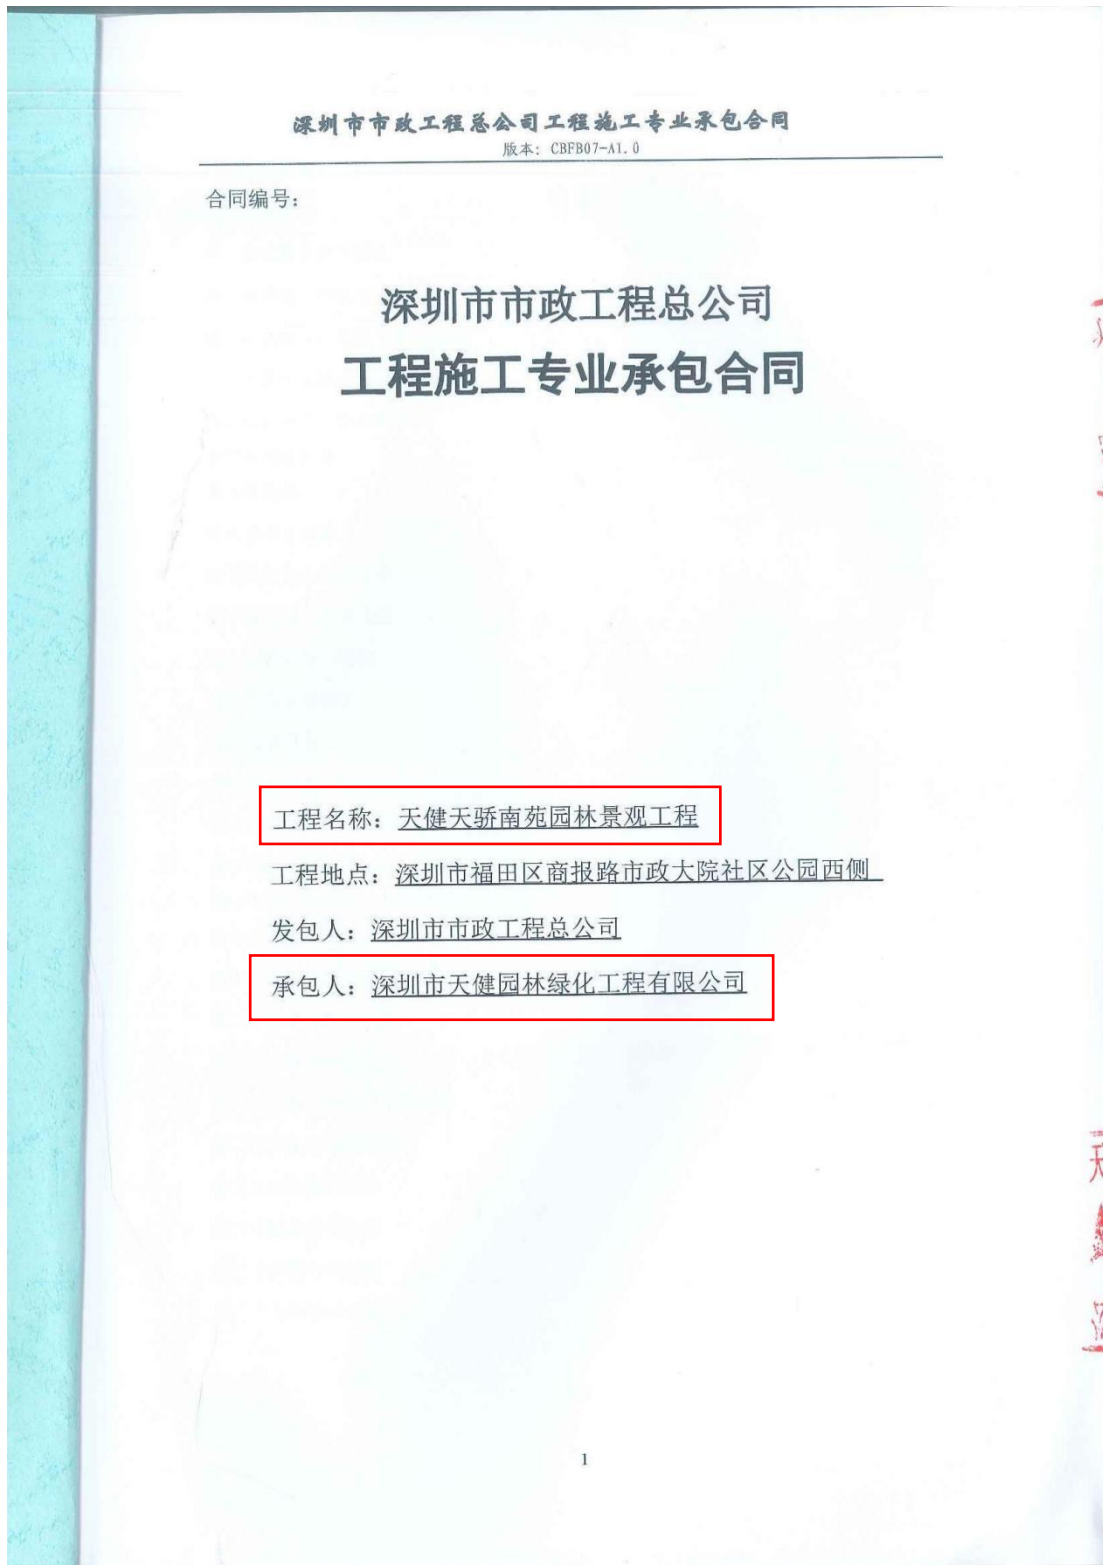 深圳市市政工程总公司工程施工专业承包合同
版本：CBFB07-A1.0
合同编号：
深圳市市政工程总公司
工程施工专业承包合同
工程名称：天健天骄南苑园林景观工程
工程地点：深圳市福田区商报路市政大院社区公园西侧
发包人：深圳市市政工程总公司
承包人：深圳市天健园林绿化工程有限公司
1